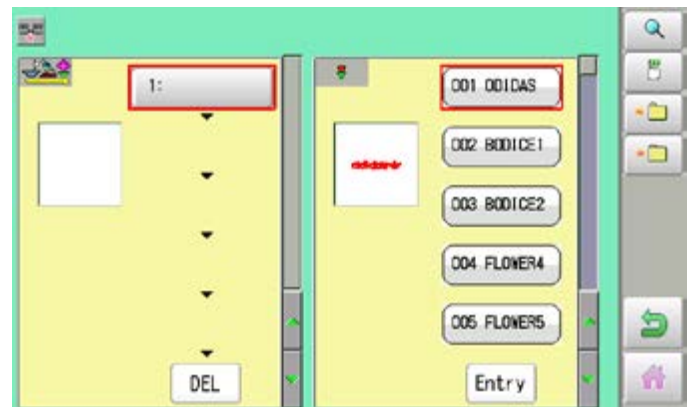 1:
DEL
001 ODIDAS
002 BODICE1
003 BODICE2
004 FLOWER4
005 FLOWER5
Entry